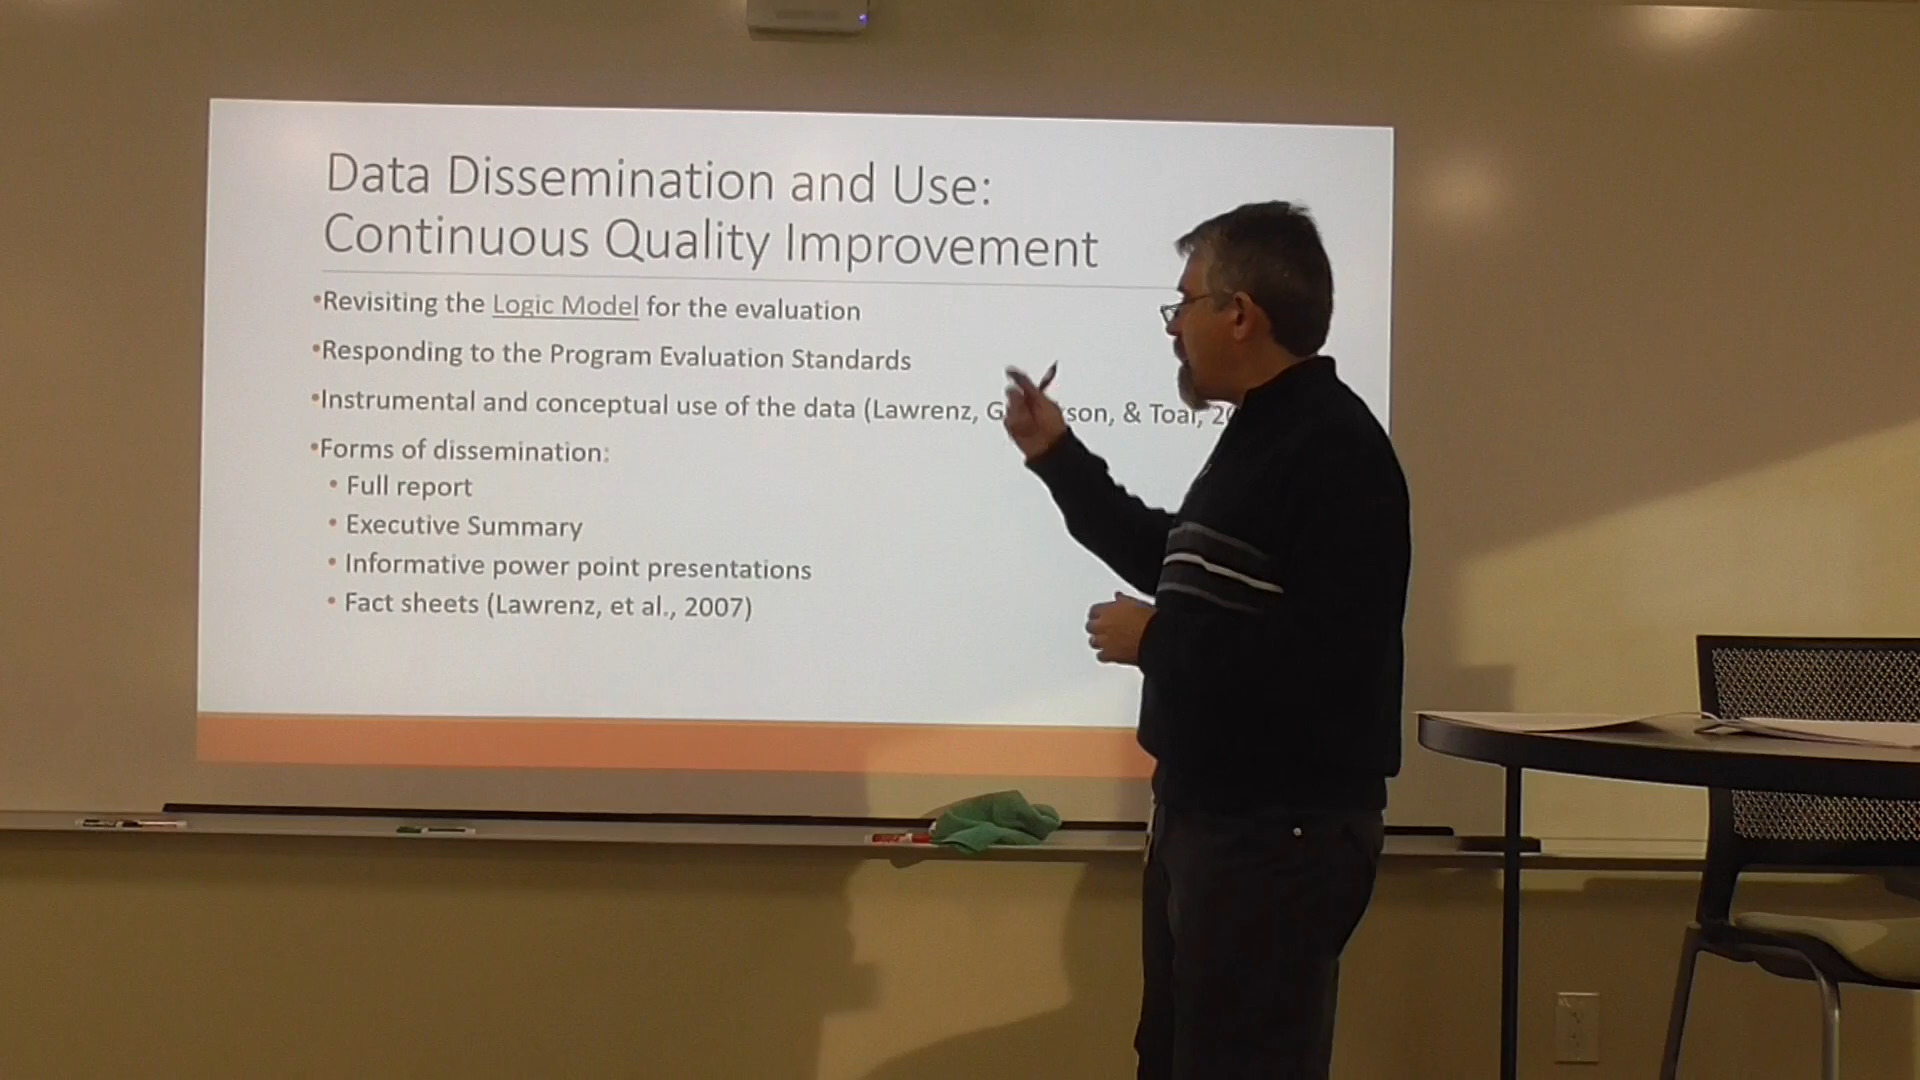 Data Dissemination and Use:
Continuous Quality Improvement
•Revisiting the Logic Model for the evaluation
•Responding to the Program Evaluation Standards
•Instrumental and conceptual use of the data (Lawrenz, & Toal,
•Forms of dissemination:
• Full report
• Executive Summary
• Informative power point presentations
• Fact sheets (Lawrenz, et al., 2007)